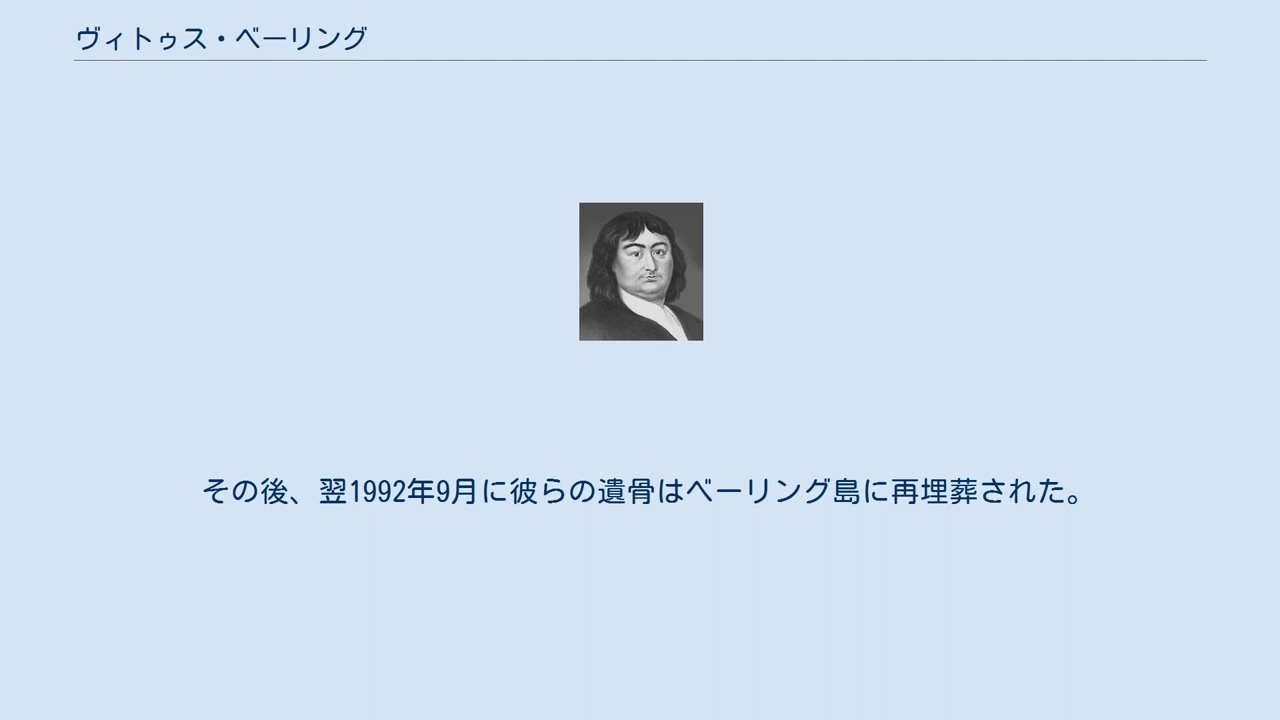 ヴィトゥス・ベーリング
その後、翌1992年9月に彼らの遺骨はベーリング島に再埋葬された。